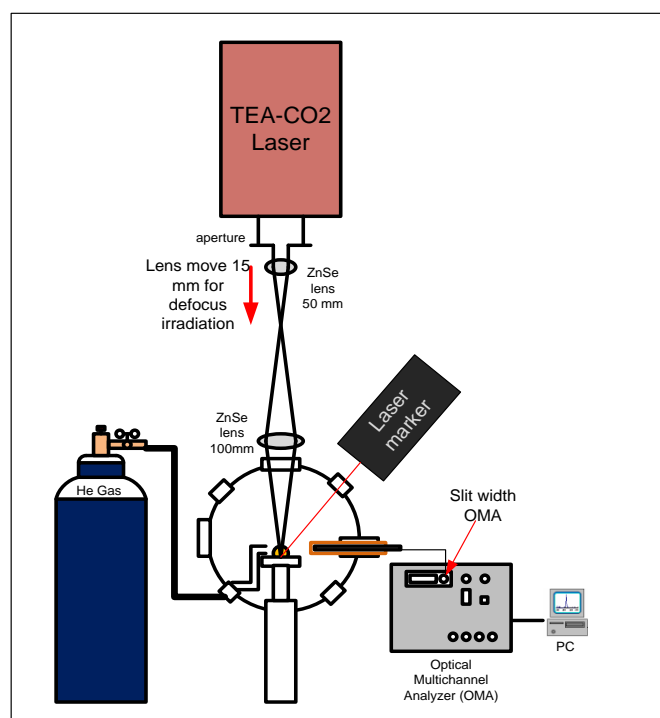 TEA-CO2
Laser
aperture
Lens move 15
mm for
defocus
irradiation
ZnSe
lens
50 mm
ZnSe
lens
100mm
Laser
marker
He Gas
Slit width
OMA
PC
Optical
Multichannel
Analyzer (OMA)